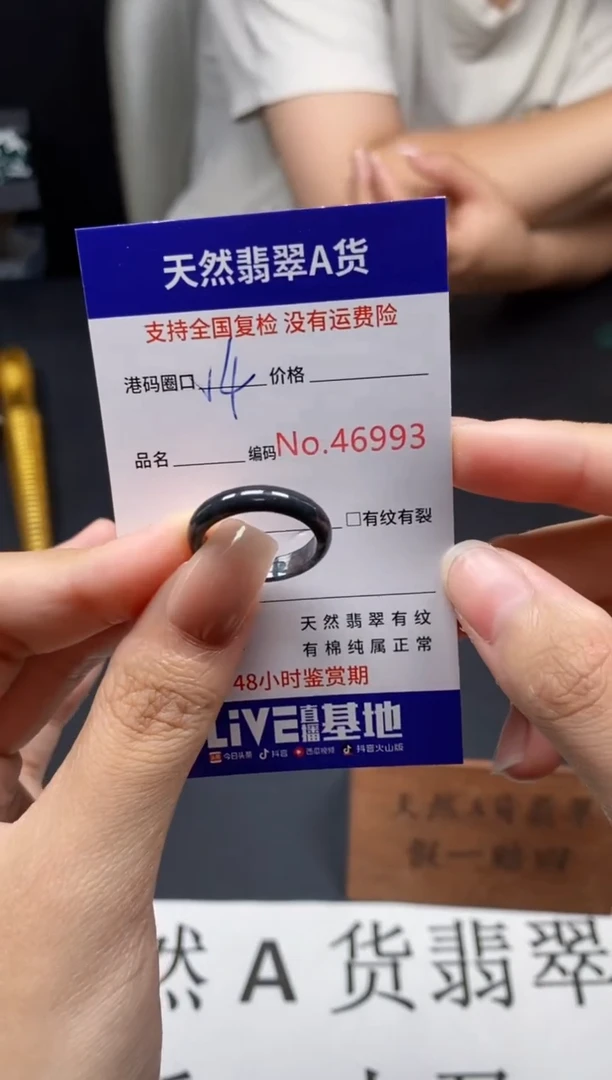 天然翡翠A货
支持全国复检 没有运费险
港码圈口 14 价格
品名 编码No.46993
□有纹有裂
天然翡翠有纹
有棉纯属正常
48小时鉴赏期
LiVE直播基地
今日头条 抖音 西瓜视频 抖音火山版
天然A货翡翠
假一赔四
然A货翡翠